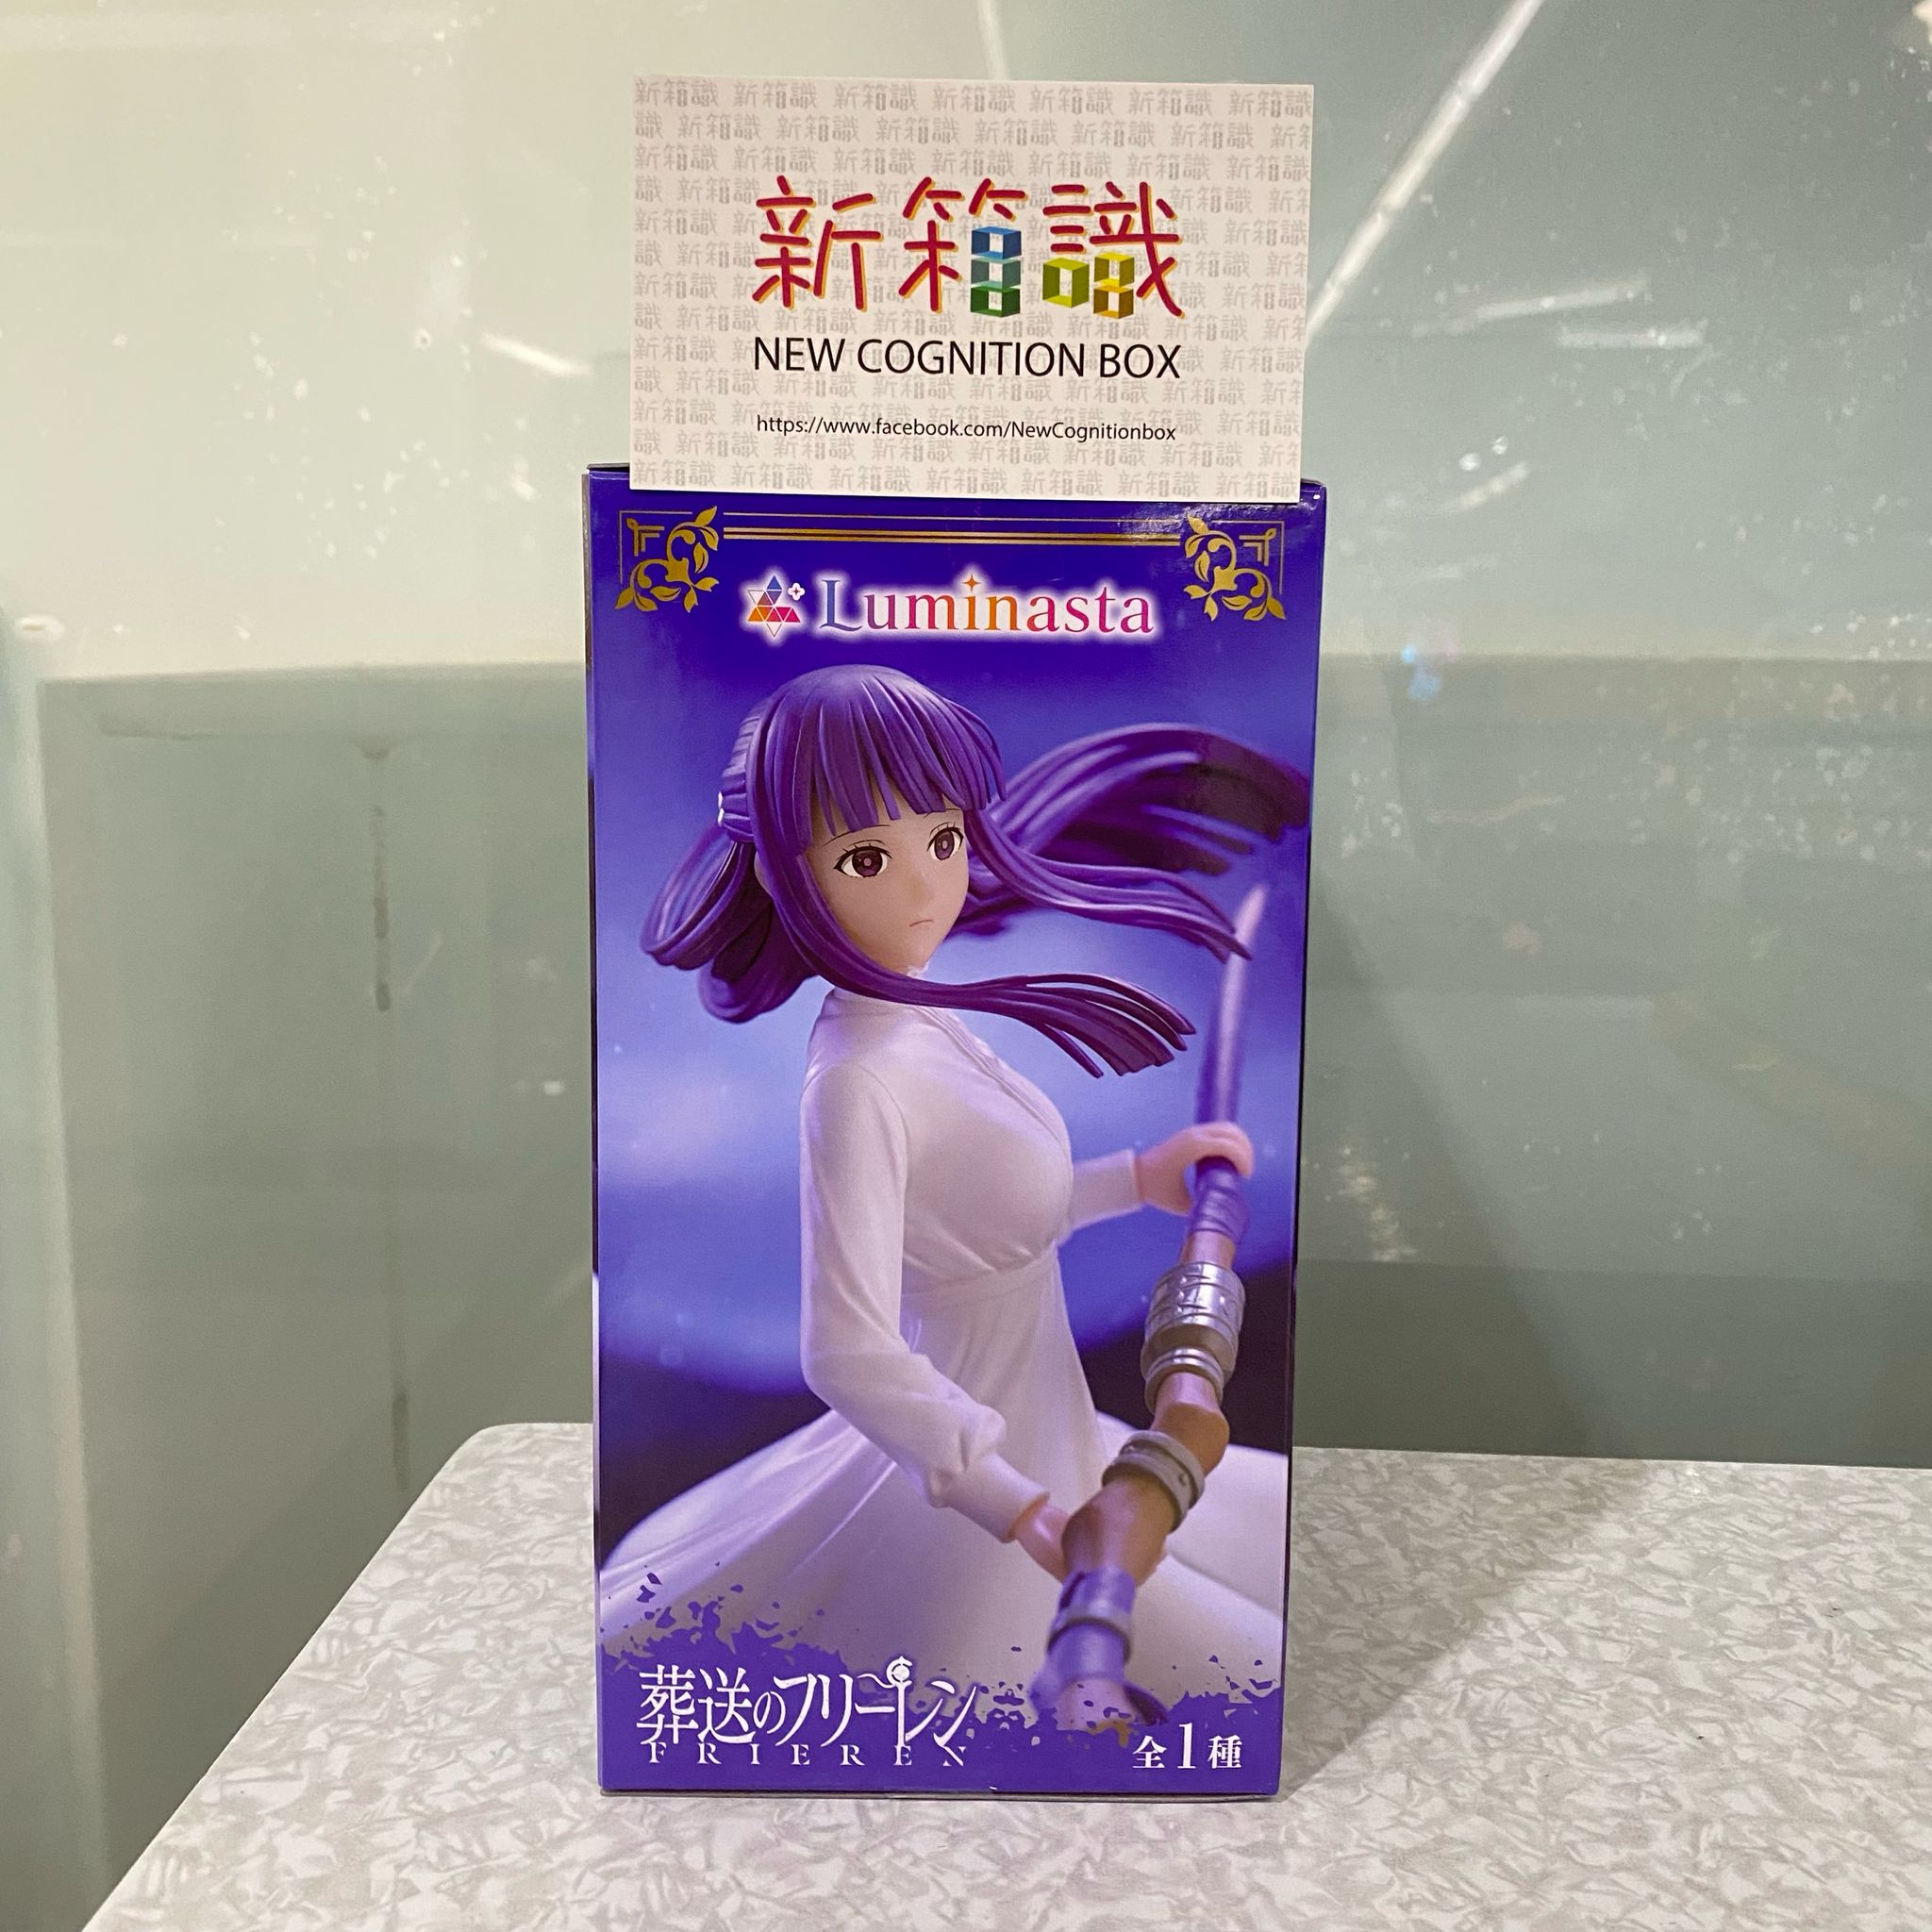 新箱識
NEW COGNITION BOX
https://www.facebook.com/NewCognitionbox
Luminasta
葬送のフリーレン
FRIEREN
全1種